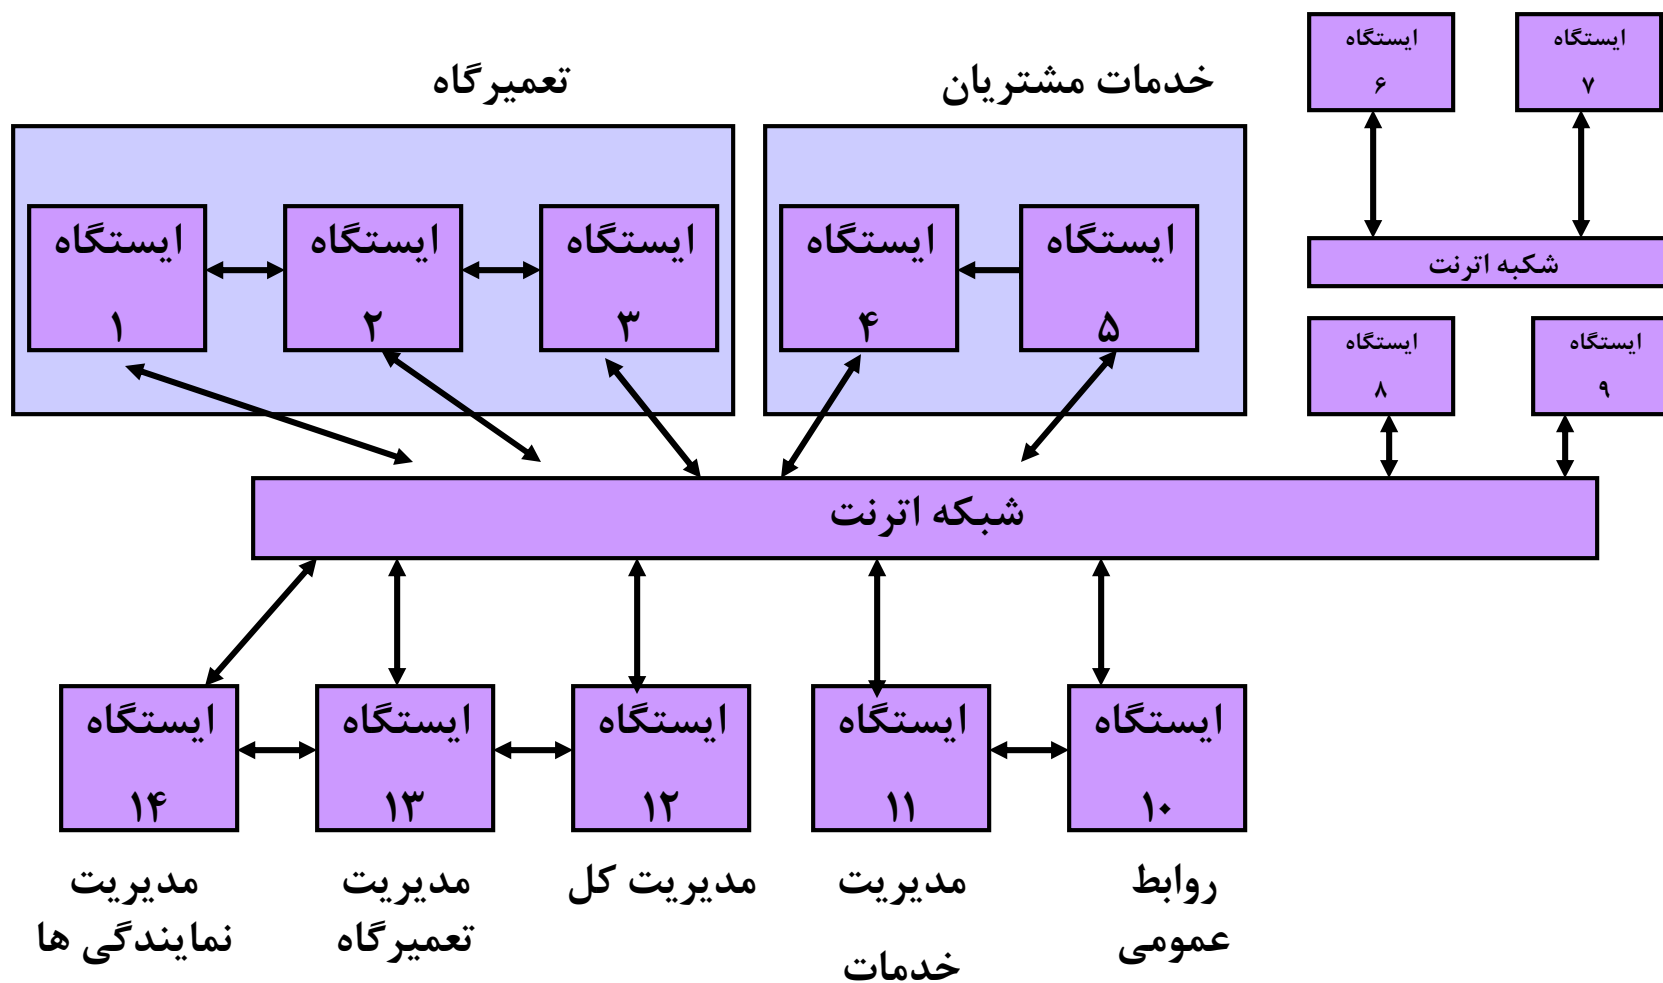 خدمات مشتریان
تعمیرگاه
ایستگاه
۷
ایستگاه
۶
ایستگاه
۵
ایستگاه
۴
ایستگاه
۳
ایستگاه
۲
ایستگاه
۱
شکبه اترنت
ایستگاه
۹
ایستگاه
۸
شبکه اترنت
ایستگاه
۱۰
ایستگاه
۱۱
ایستگاه
۱۲
ایستگاه
۱۳
ایستگاه
۱۴
روابط
عمومی
مدیریت
خدمات
مدیریت کل
مدیریت
تعمیرگاه
مدیریت
نمایندگی ها